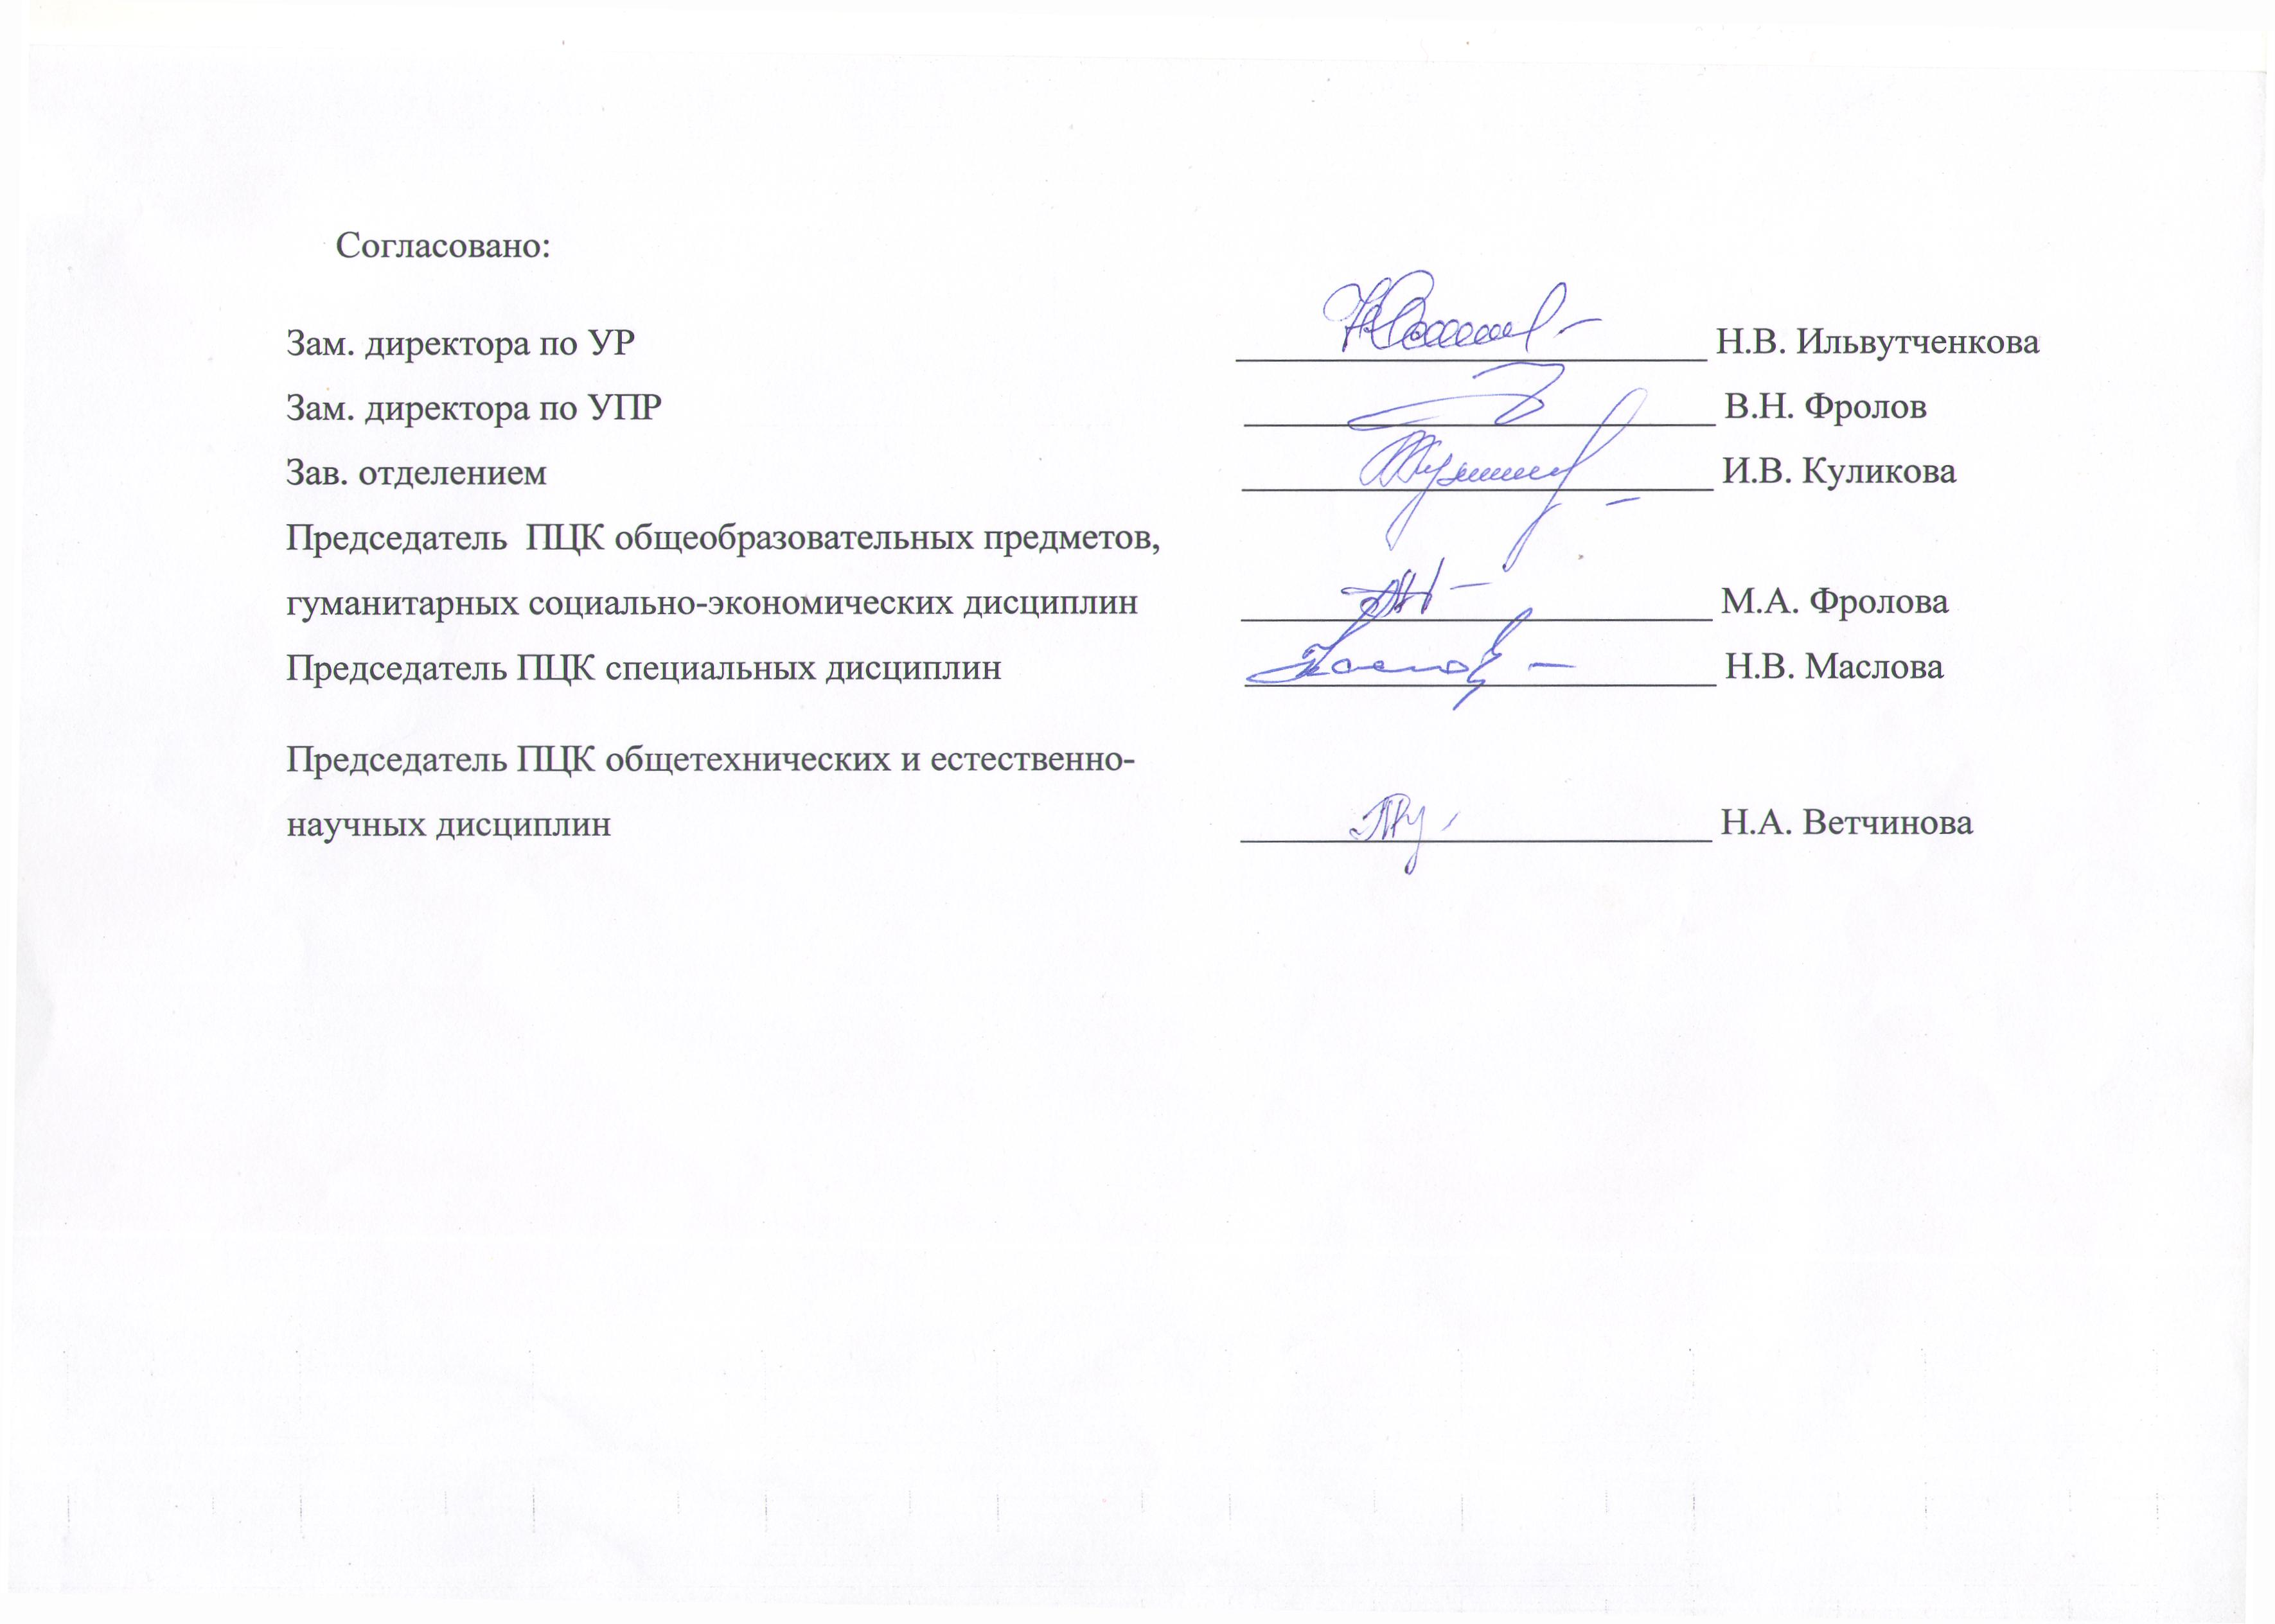 Согласовано:
Зам. директора по УР Н.В. Ильвутченкова
Зам. директора по УПР В.Н. Фролов
Зав. отделением И.В. Куликова
Председатель ПЦК общеобразовательных предметов,
гуманитарных социально-экономических дисциплин М.А. Фролова
Председатель ПЦК специальных дисциплин Н.В. Маслова
Председатель ПЦК общетехнических и естественно-
научных дисциплин Н.А. Ветчинова